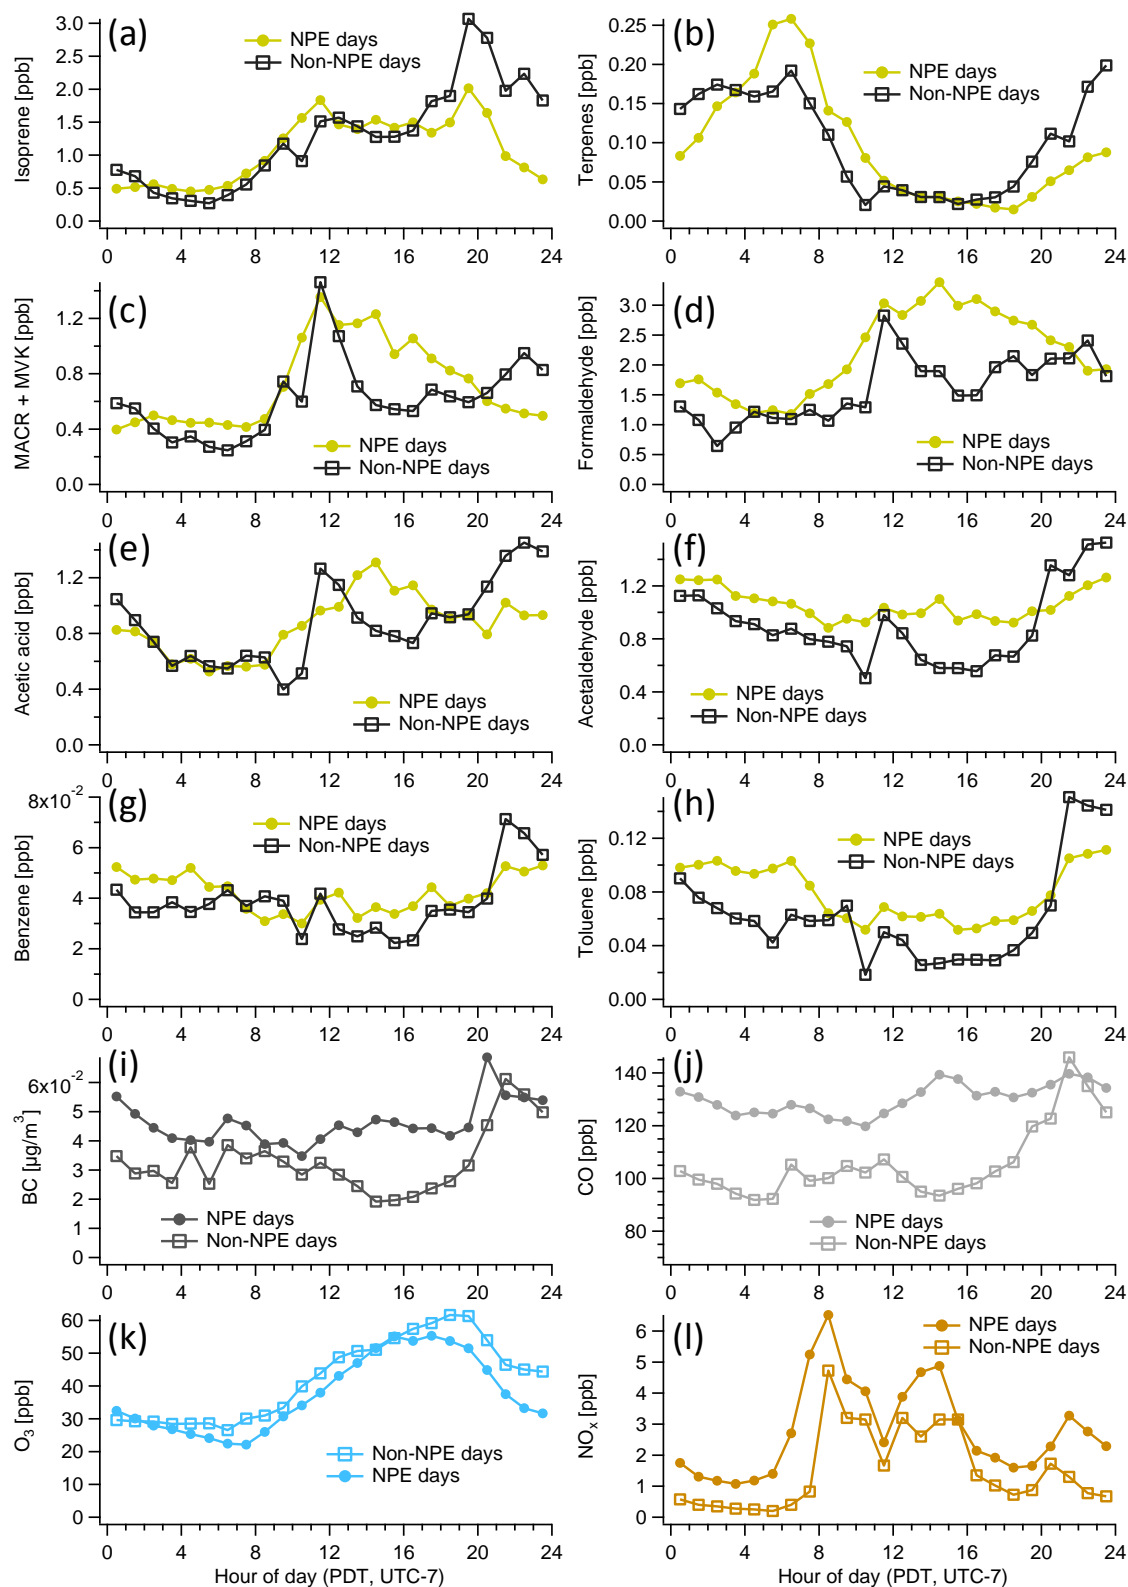 (a)
Isoprene [ppb]
3.0
2.5
2.0
1.5
1.0
0.5
0.0
NPE days
Non-NPE days
0 4 8 12 16 20 24
(b)
Terpenes [ppb]
0.25
0.20
0.15
0.10
0.05
0.00
NPE days
Non-NPE days
0 4 8 12 16 20 24
(c)
MACR + MVK [ppb]
1.2
0.8
0.4
0.0
NPE days
Non-NPE days
0 4 8 12 16 20 24
(d)
Formaldehyde [ppb
3.0
2.5
2.0
1.5
1.0
0.5
0.0
NPE days
Non-NPE days
0 4 8 12 16 20 24
(e)
Acetic acid [ppb]
1.2
0.8
0.4
0.0
NPE days
Non-NPE days
0 4 8 12 16 20 24
(f)
Acetaldehyde [ppb]
1.2
0.8
0.4
0.0
NPE days
Non-NPE days
0 4 8 12 16 20 24
(g)
Benzene [ppb]
8x10-2
6
4
2
0
NPE days
Non-NPE days
0 4 8 12 16 20 24
(h)
Toluene [ppb]
0.12
0.08
0.04
0.00
NPE days
Non-NPE days
0 4 8 12 16 20 24
(i)
BC [µg/m3]
6x10-2
5
4
3
2
1
0
NPE days
Non-NPE days
0 4 8 12 16 20 24
(j)
CO [ppb]
140
120
100
80
NPE days
Non-NPE days
0 4 8 12 16 20 24
(k)
O3 [ppb]
60
50
40
30
20
10
0
Non-NPE days
NPE days
0 4 8 12 16 20 24
Hour of day (PDT, UTC-7)
(l)
NOx [ppb]
6
5
4
3
2
1
0
NPE days
Non-NPE days
0 4 8 12 16 20 24
Hour of day (PDT, UTC-7)